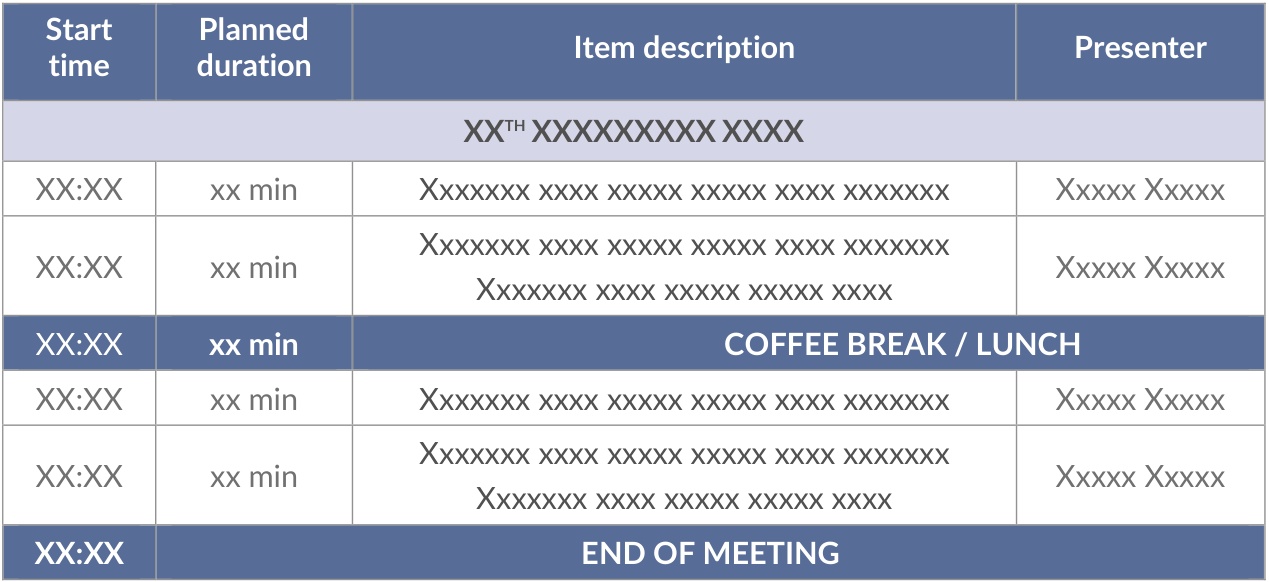 Start time | Planned duration | Item description | Presenter
XXTH XXXXXXXXX XXXX
XX:XX | xx min | Xxxxxxx xxxx xxxxx xxxxx xxxx xxxxxxx | Xxxxx Xxxxx
XX:XX | xx min | Xxxxxxx xxxx xxxxx xxxxx xxxx xxxxxxx
Xxxxxxx xxxx xxxxx xxxxx xxxx | Xxxxx Xxxxx
XX:XX | xx min | COFFEE BREAK / LUNCH
XX:XX | xx min | Xxxxxxx xxxx xxxxx xxxxx xxxx xxxxxxx | Xxxxx Xxxxx
XX:XX | xx min | Xxxxxxx xxxx xxxxx xxxxx xxxx xxxxxxx
Xxxxxxx xxxx xxxxx xxxxx xxxx | Xxxxx Xxxxx
XX:XX | END OF MEETING